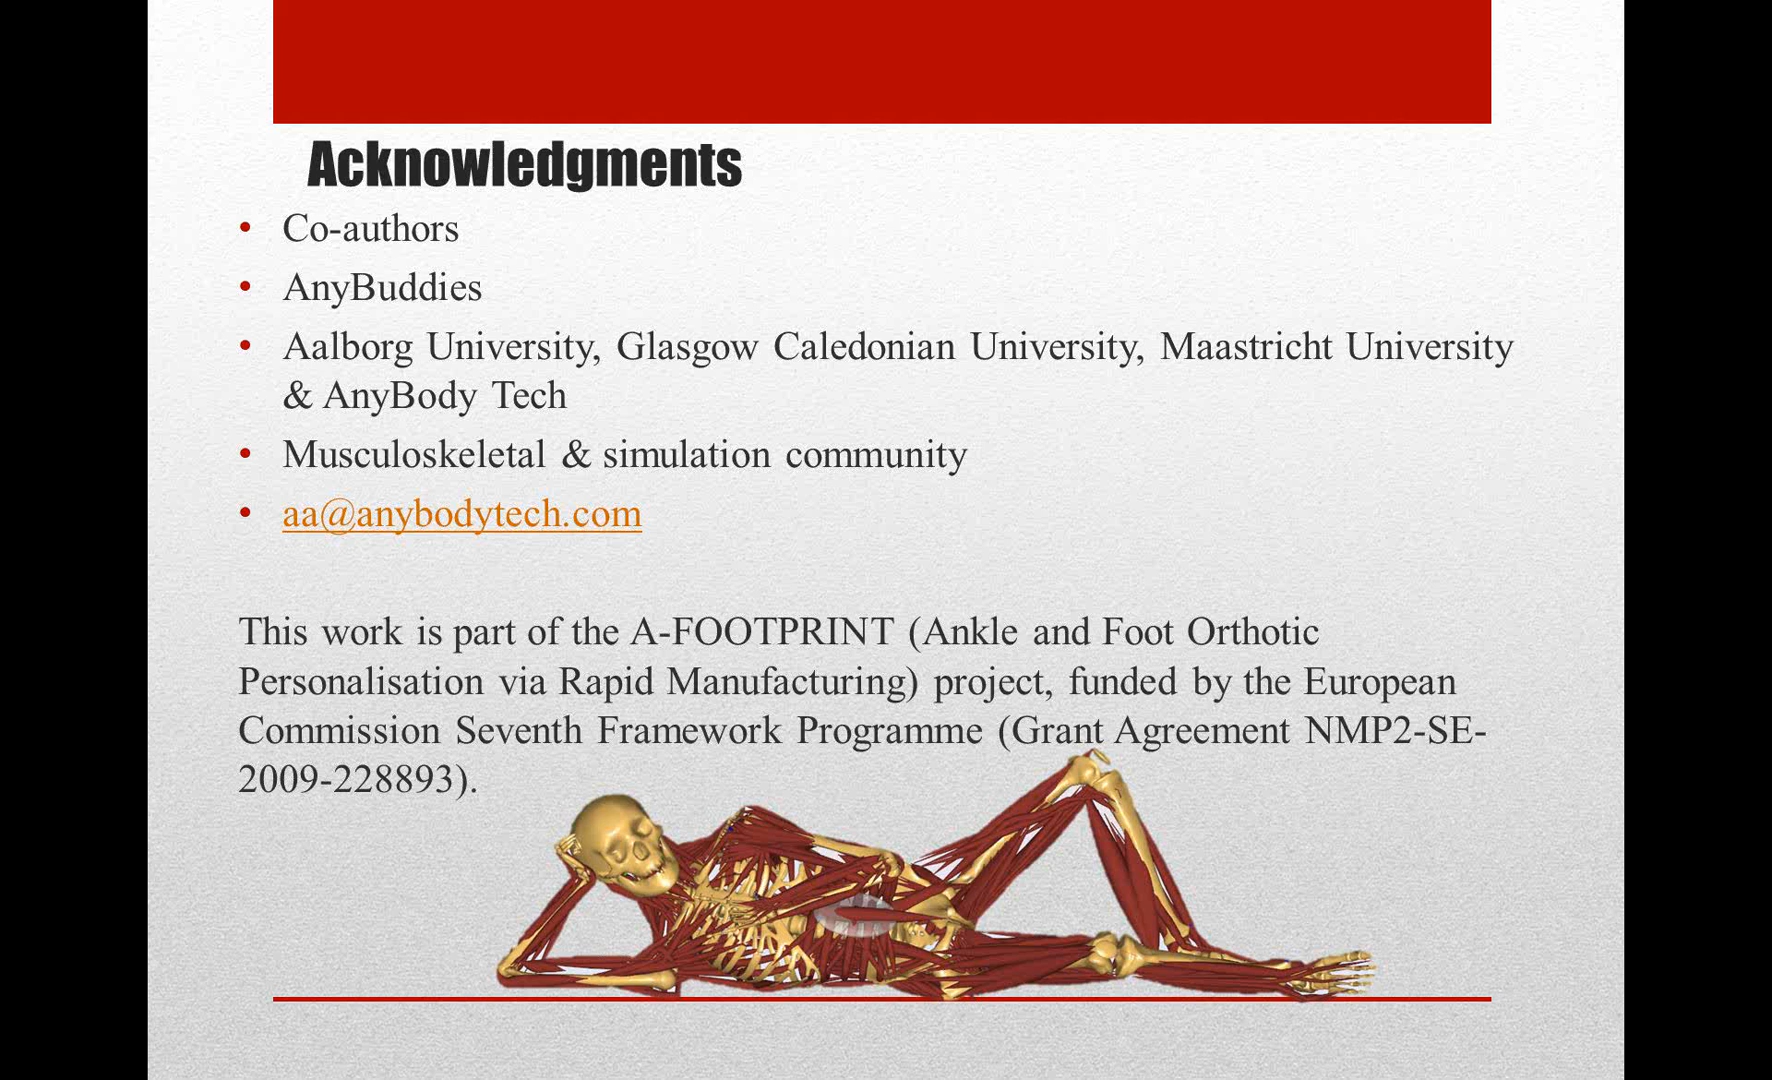 Acknowledgments
• Co-authors
• AnyBuddies
• Aalborg University, Glasgow Caledonian University, Maastricht University
& AnyBody Tech
• Musculoskeletal & simulation community
• aa@anybodytech.com
This work is part of the A-FOOTPRINT (Ankle and Foot Orthotic
Personalisation via Rapid Manufacturing) project, funded by the European
Commission Seventh Framework Programme (Grant Agreement NMP2-SE-
2009-228893).